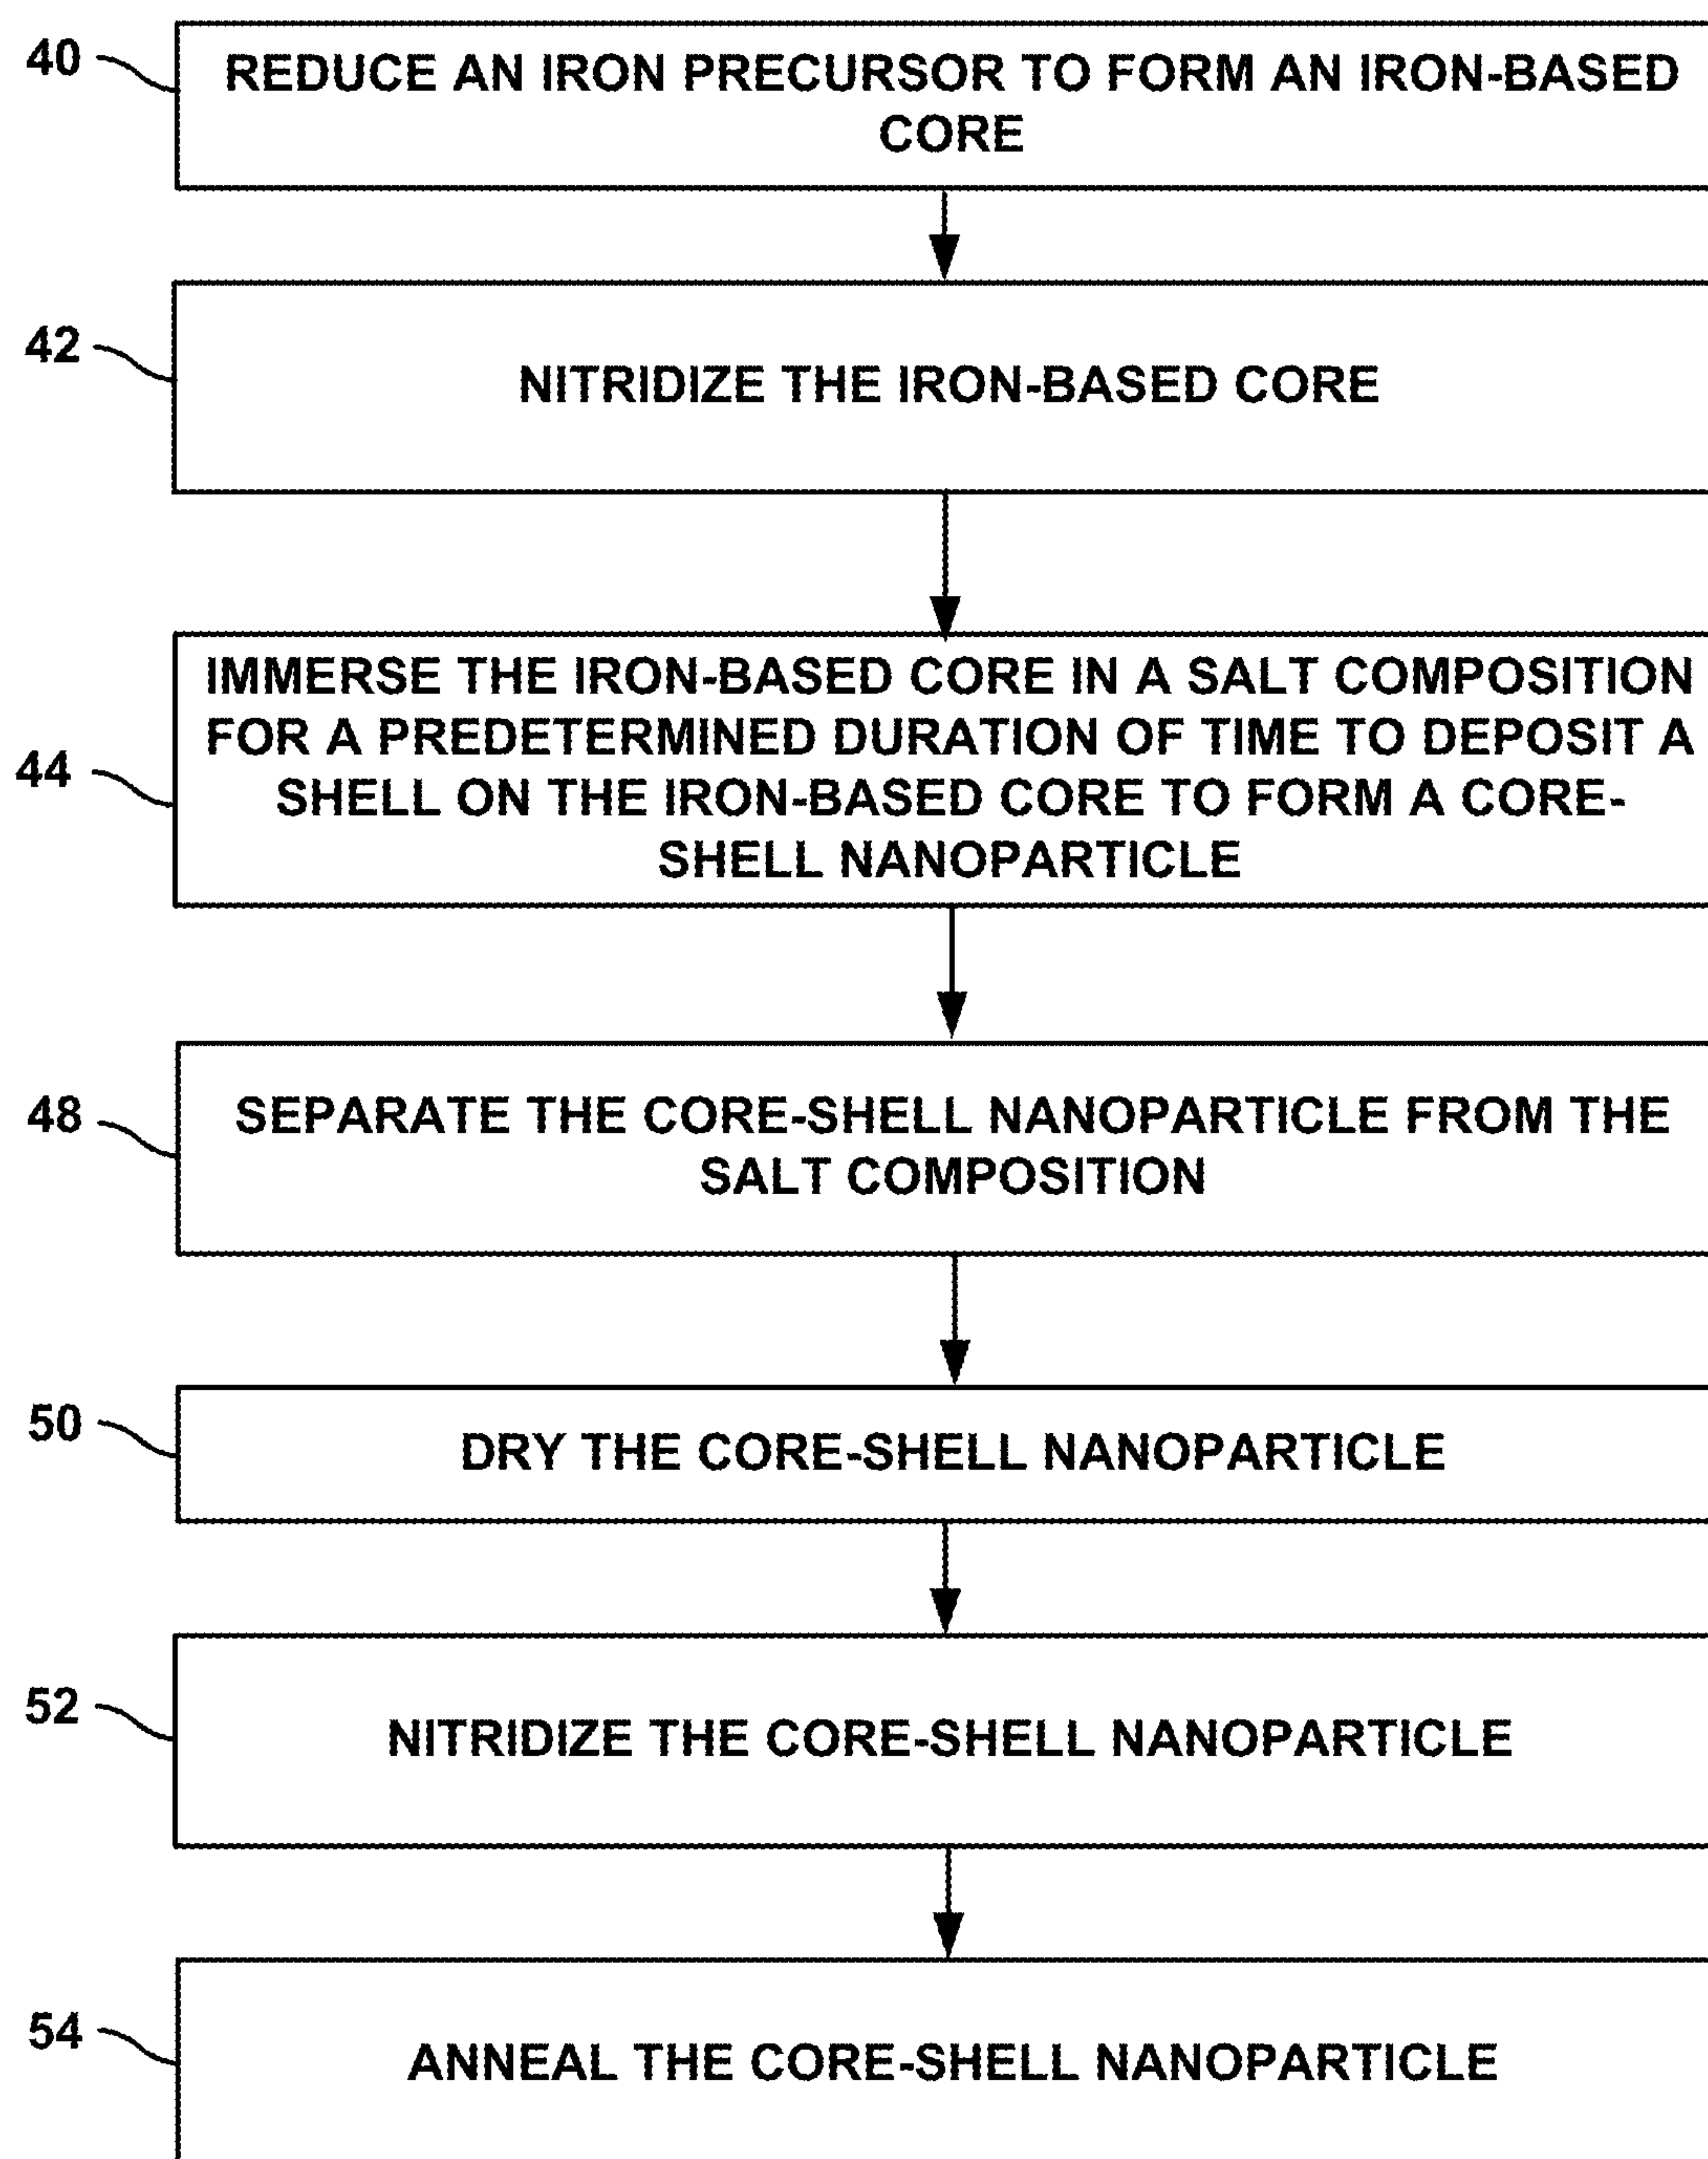 40
REDUCE AN IRON PRECURSOR TO FORM AN IRON-BASED
CORE
42
NITRIDIZE THE IRON-BASED CORE
44
IMMERSE THE IRON-BASED CORE IN A SALT COMPOSITION
FOR A PREDETERMINED DURATION OF TIME TO DEPOSIT A
SHELL ON THE IRON-BASED CORE TO FORM A CORE-
SHELL NANOPARTICLE
48
SEPARATE THE CORE-SHELL NANOPARTICLE FROM THE
SALT COMPOSITION
50
DRY THE CORE-SHELL NANOPARTICLE
52
NITRIDIZE THE CORE-SHELL NANOPARTICLE
54
ANNEAL THE CORE-SHELL NANOPARTICLE